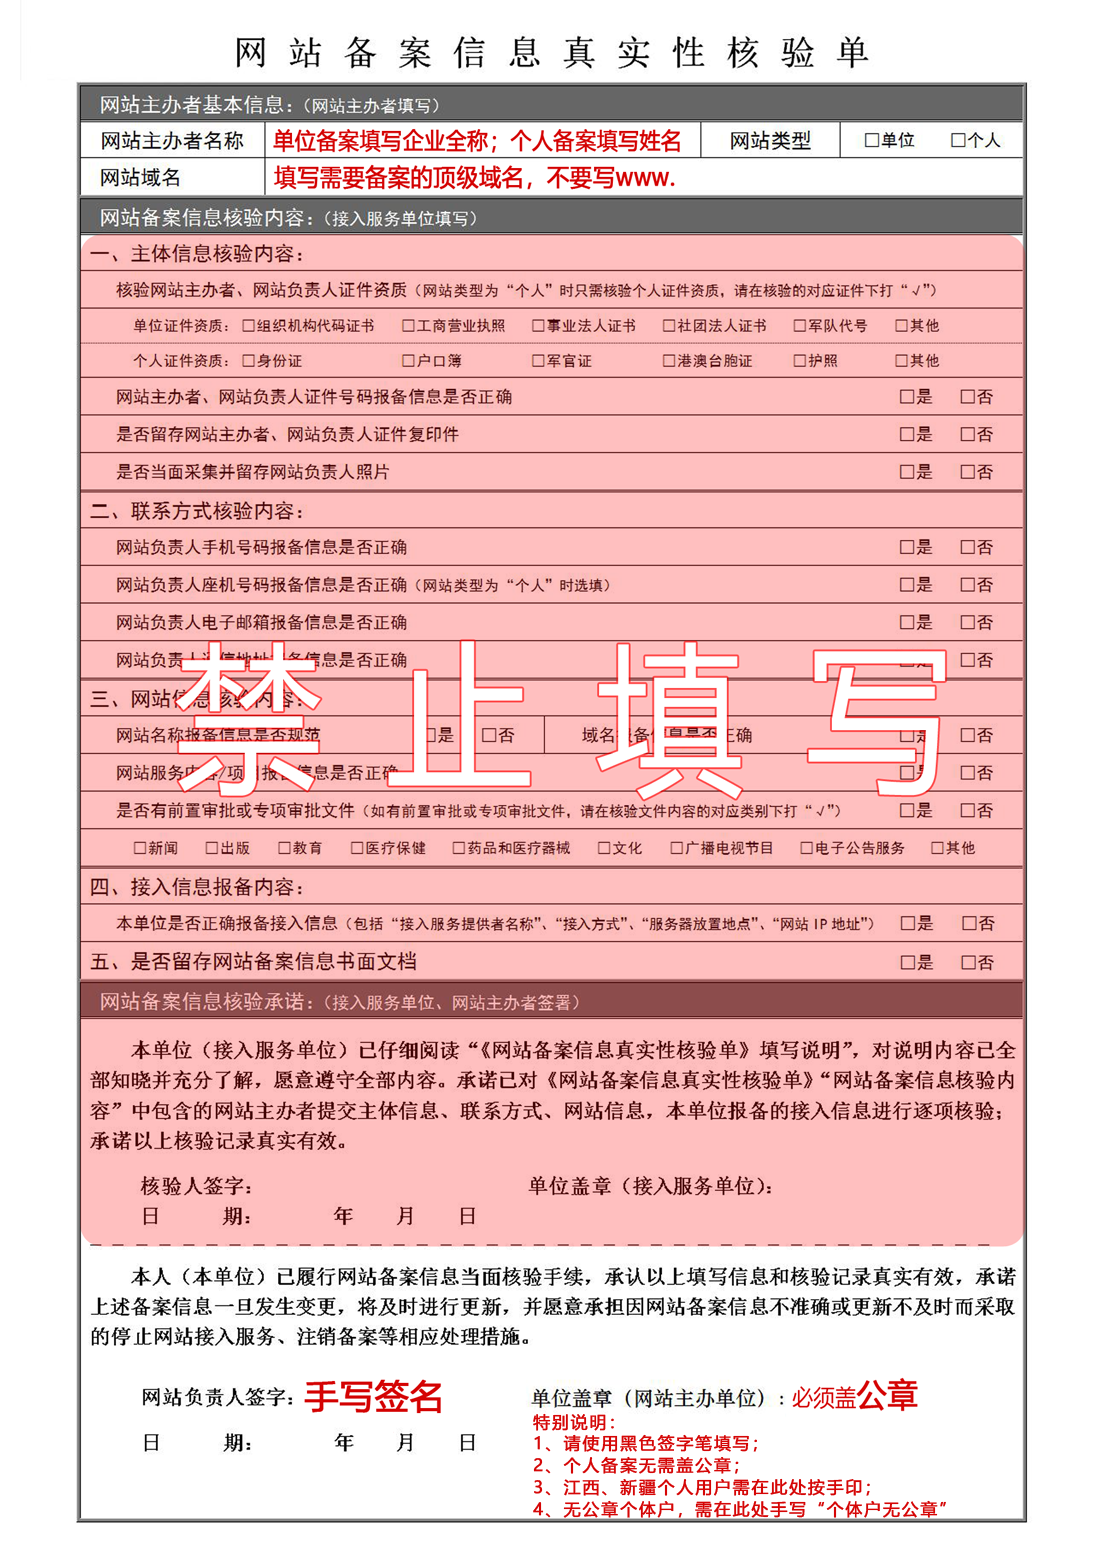 网站备案信息真实性核验单
网站主办者基本信息：（网站主办者填写）
网站主办者名称 单位备案填写企业全称；个人备案填写姓名 网站类型 □单位 □个人
网站域名 填写需要备案的顶级域名，不要写www.
网站备案信息核验内容：（接入服务单位填写）
一、主体信息核验内容：
核验网站主办者、网站负责人证件资质（网站类型为“个人”时只需核验个人证件资质，请在核验的对应证件下打“√”）
单位证件资质：□组织机构代码证书 □工商营业执照 □事业法人证书 □社团法人证书 □军队代号 □其他
个人证件资质：□身份证 □户口簿 □军官证 □港澳台胞证 □护照 □其他
网站主办者、网站负责人证件号码报备信息是否正确 □是 □否
是否留存网站主办者、网站负责人证件复印件 □是 □否
是否当面采集并留存网站负责人照片 □是 □否
二、联系方式核验内容：
网站负责人手机号码报备信息是否正确 □是 □否
网站负责人座机号码报备信息是否正确（网站类型为“个人”时选填） □是 □否
网站负责人电子邮箱报备信息是否正确 □是 □否
网站负责人通信地址报备信息是否正确 □是 □否
禁止填写
三、网站信息核验内容：
网站名称报备信息是否规范 □是 □否 域名报备信息是否正确 □是 □否
网站服务内容/项目报备信息是否正确 □是 □否
是否有前置审批或专项审批文件（如有前置审批或专项审批文件，请在核验文件内容的对应类别下打“√”） □是 □否
□新闻 □出版 □教育 □医疗保健 □药品和医疗器械 □文化 □广播电视节目 □电子公告服务 □其他
四、接入信息报备内容：
本单位是否正确报备接入信息（包括“接入服务提供者名称”、“接入方式”、“服务器放置地点”、“网站 IP 地址”） □是 □否
五、是否留存网站备案信息书面文档 □是 □否
网站备案信息核验承诺：（接入服务单位、网站主办者签署）
本单位（接入服务单位）已仔细阅读“《网站备案信息真实性核验单》填写说明”，对说明内容已全
部知晓并充分了解，愿意遵守全部内容。承诺已对《网站备案信息真实性核验单》“网站备案信息核验内
容”中包含的网站主办者提交主体信息、联系方式、网站信息，本单位报备的接入信息进行逐项核验；
承诺以上核验记录真实有效。
核验人签字： 单位盖章（接入服务单位）：
日 期： 年 月 日
本人（本单位）已履行网站备案信息当面核验手续，承认以上填写信息和核验记录真实有效，承诺
上述备案信息一旦发生变更，将及时进行更新，并愿意承担因网站备案信息不准确或更新不及时而采取
的停止网站接入服务、注销备案等相应处理措施。
网站负责人签字：手写签名 单位盖章（网站主办单位）：必须盖公章
特别说明：
日 期： 年 月 日 1、请使用黑色签字笔填写；
2、个人备案无需盖公章；
3、江西、新疆个人用户需在此处按手印；
4、无公章个体户，需在此处手写“个体户无公章”